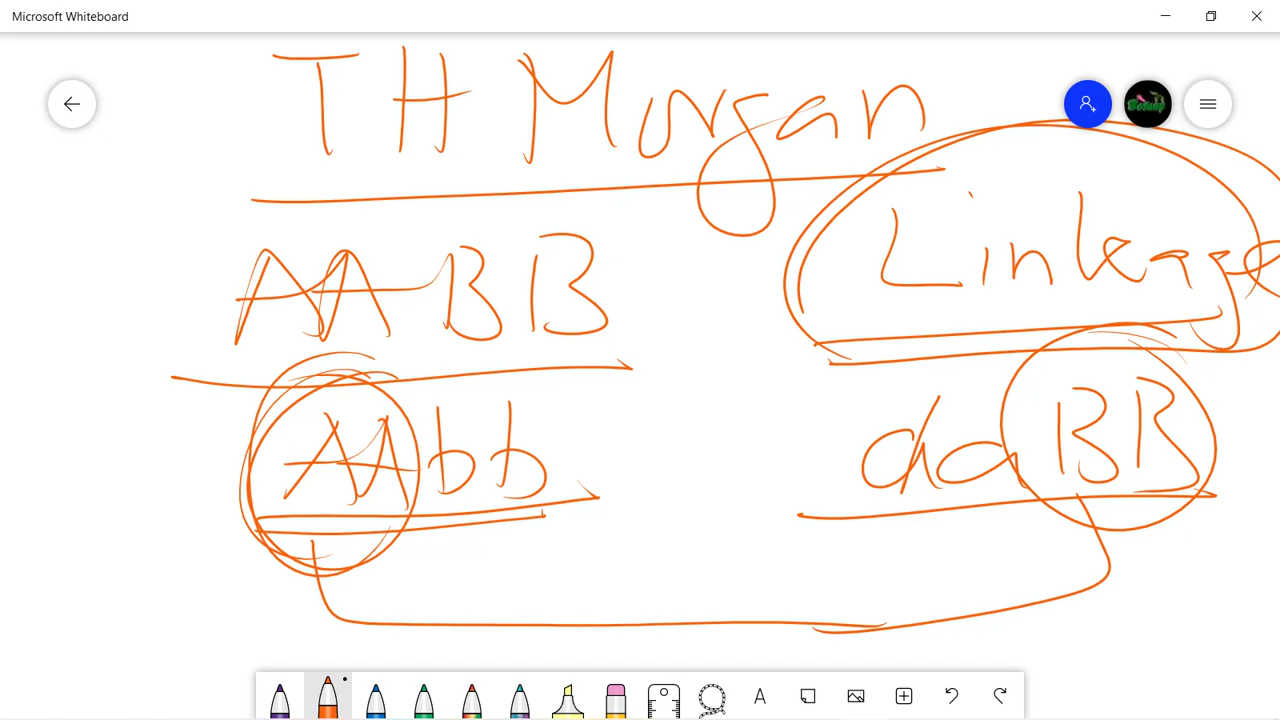 Microsoft Whiteboard
TH Morgan
Linkage
AABB
AAbb
aaBB
A